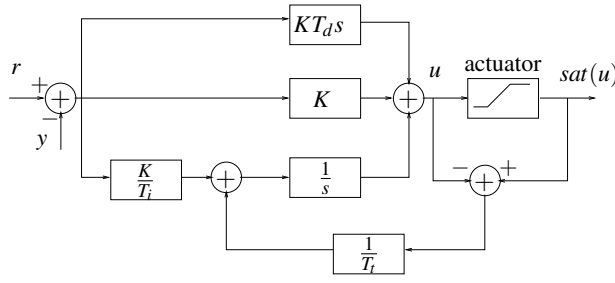 KT_d s
r
+
+
−
y
K
+
u
actuator
sat(u)
K/T_i
+
1/s
−
+
+
1/T_t